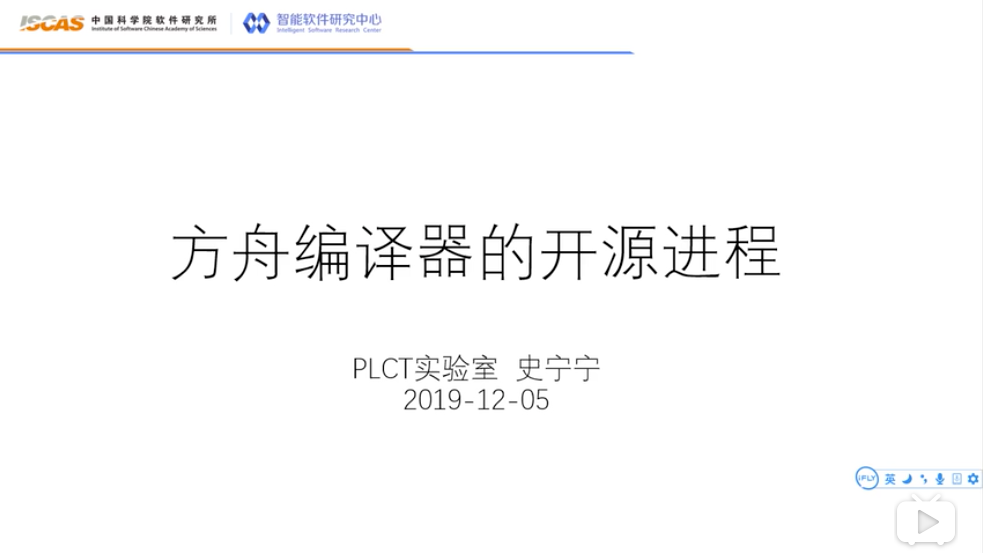 ISCAS 中国科学院软件研究所 智能软件研究中心
Institute of Software Chinese Academy of Sciences Intelligent Software Research Center
方舟编译器的开源进程
PLCT实验室 史宁宁
2019-12-05
iFLY 英